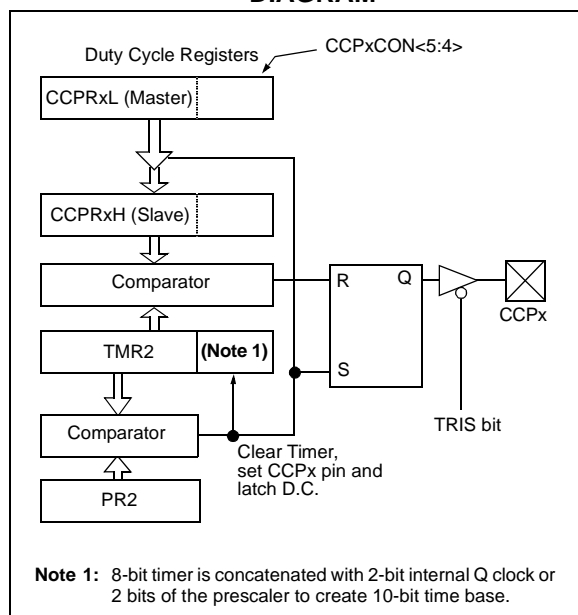 DIAGRAM
Duty Cycle Registers
CCPxCON<5:4>
CCPRxL (Master)
CCPRxH (Slave)
Comparator
R
Q
CCPx
TMR2
(Note 1)
S
TRIS bit
Comparator
Clear Timer,
set CCPx pin and
latch D.C.
PR2
Note 1: 8-bit timer is concatenated with 2-bit internal Q clock or
2 bits of the prescaler to create 10-bit time base.